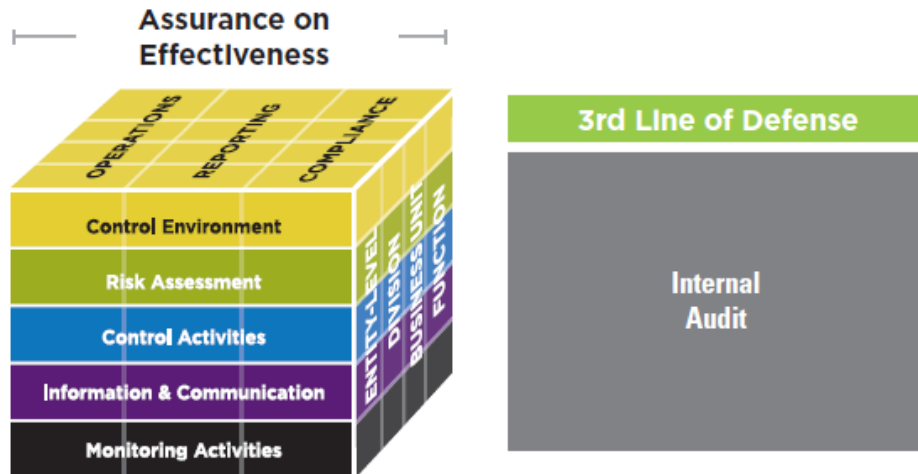 Assurance on
Effectiveness
OPERATIONS
REPORTING
COMPLIANCE
Control Environment
Risk Assessment
Control Activities
Information & Communication
Monitoring Activities
ENTITY-LEVEL
DIVISION
BUSINESS UNIT
FUNCTION
3rd Line of Defense
Internal
Audit